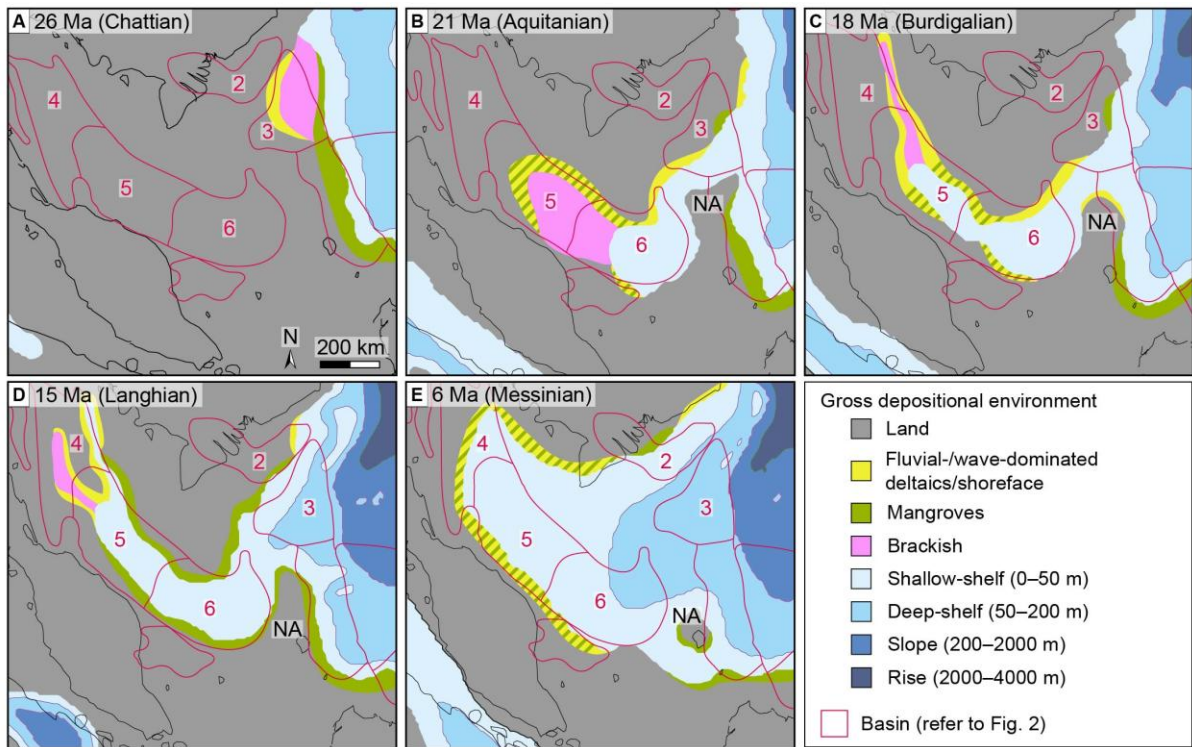 A 26 Ma (Chattian)
2
4
3
5
6
N
200 km
B 21 Ma (Aquitanian)
2
4
3
5
NA
6
C 18 Ma (Burdigalian)
2
4
3
5
NA
6
D 15 Ma (Langhian)
4
2
3
5
6
NA
E 6 Ma (Messinian)
4
2
3
5
6
NA
Gross depositional environment
Land
Fluvial-/wave-dominated
deltaics/shoreface
Mangroves
Brackish
Shallow-shelf (0–50 m)
Deep-shelf (50–200 m)
Slope (200–2000 m)
Rise (2000–4000 m)
Basin (refer to Fig. 2)